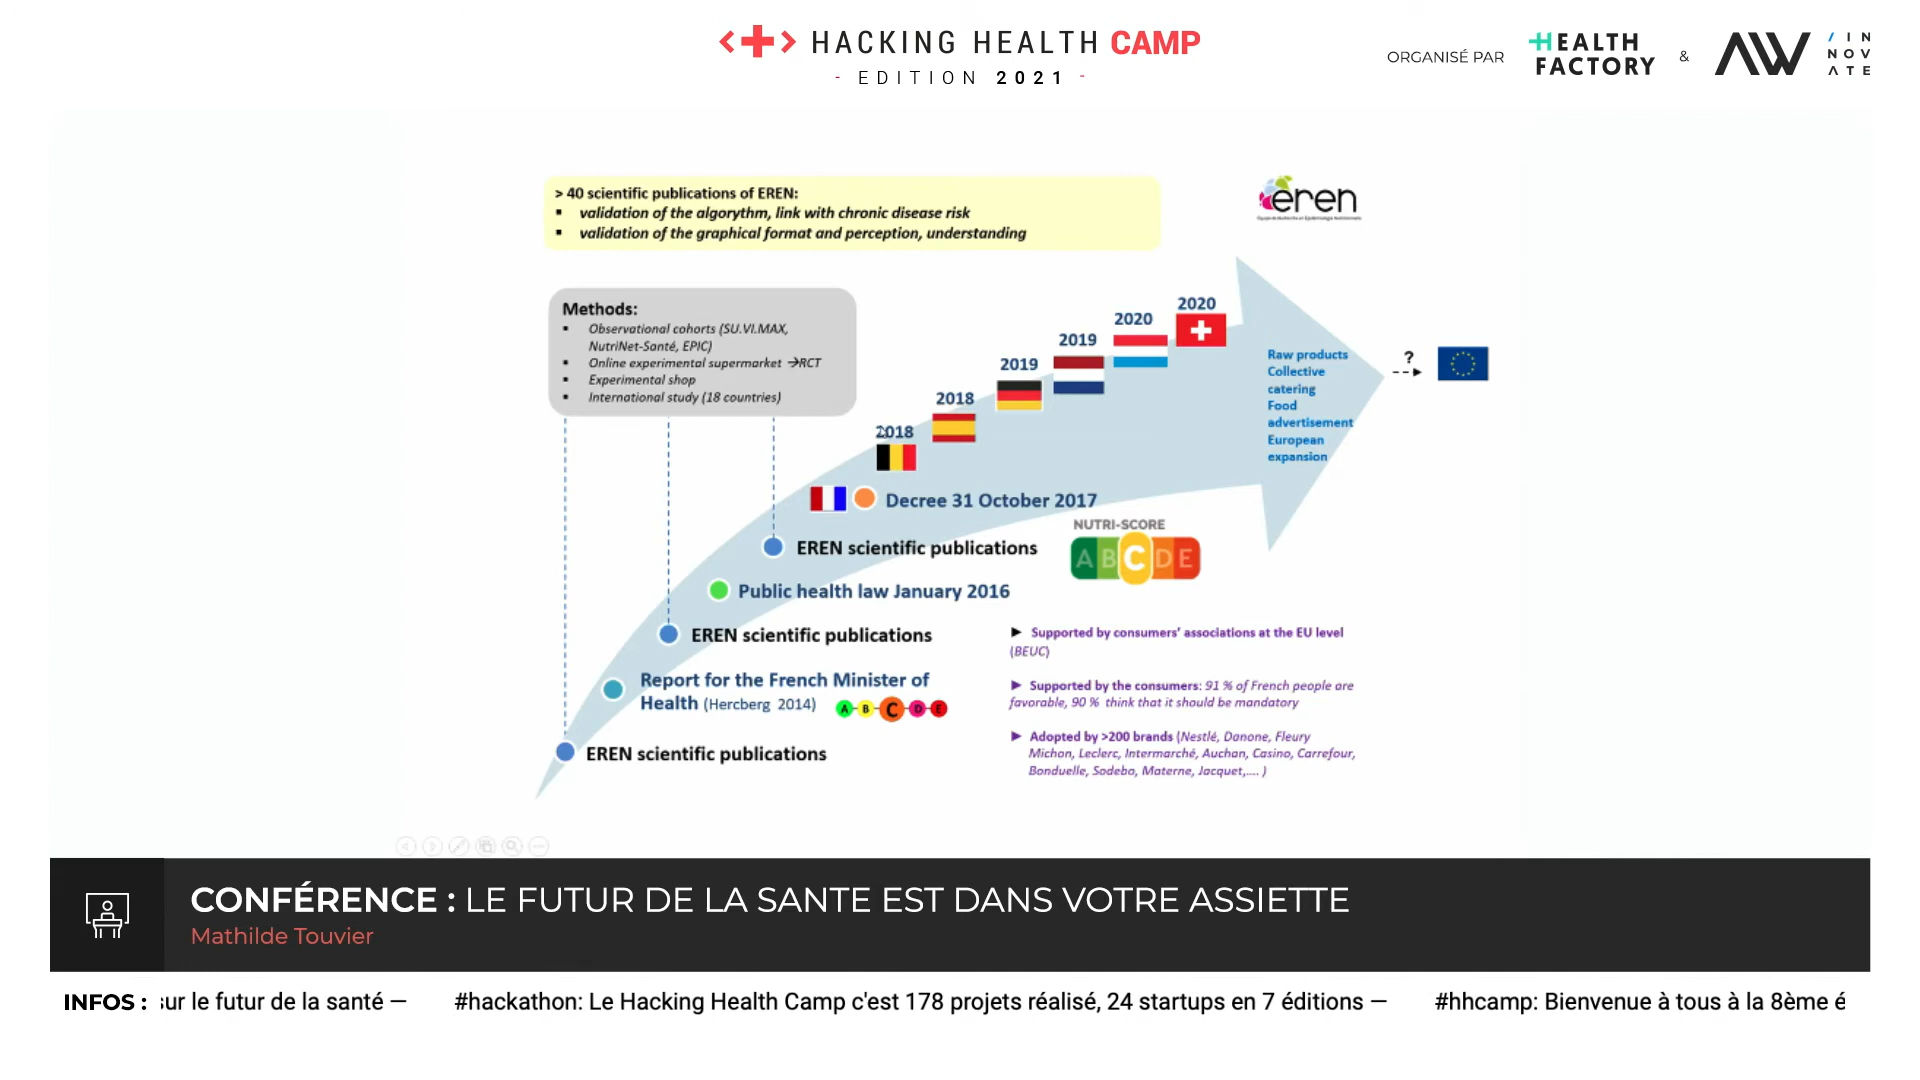 HACKING HEALTH CAMP
- EDITION 2021 -
ORGANISÉ PAR
HEALTH
FACTORY
&
AW
/IN
NOV
ATE
> 40 scientific publications of EREN:
▪ validation of the algorythm, link with chronic disease risk
▪ validation of the graphical format and perception, understanding
eren
Methods:
▪ Observational cohorts (SU.VI.MAX,
NutriNet-Santé, EPIC)
▪ Online experimental supermarket →RCT
▪ Experimental shop
▪ International study (18 countries)
2020
2020
2019
2019
2018
2018
Raw products
Collective
catering
Food
advertisement
European
expansion
?
Decree 31 October 2017
NUTRI-SCORE
A B C D E
EREN scientific publications
Public health law January 2016
EREN scientific publications
Report for the French Minister of
Health (Hercberg 2014)
A B C D E
EREN scientific publications
► Supported by consumers' associations at the EU level
(BEUC)
► Supported by the consumers: 91 % of French people are
favorable, 90 % think that it should be mandatory
► Adopted by >200 brands (Nestlé, Danone, Fleury
Michon, Leclerc, Intermarché, Auchan, Casino, Carrefour,
Bonduelle, Sodebo, Materne, Jacquet,.... )
CONFÉRENCE : LE FUTUR DE LA SANTE EST DANS VOTRE ASSIETTE
Mathilde Touvier
INFOS : sur le futur de la santé — #hackathon: Le Hacking Health Camp c'est 178 projets réalisé, 24 startups en 7 éditions — #hhcamp: Bienvenue à tous à la 8ème é